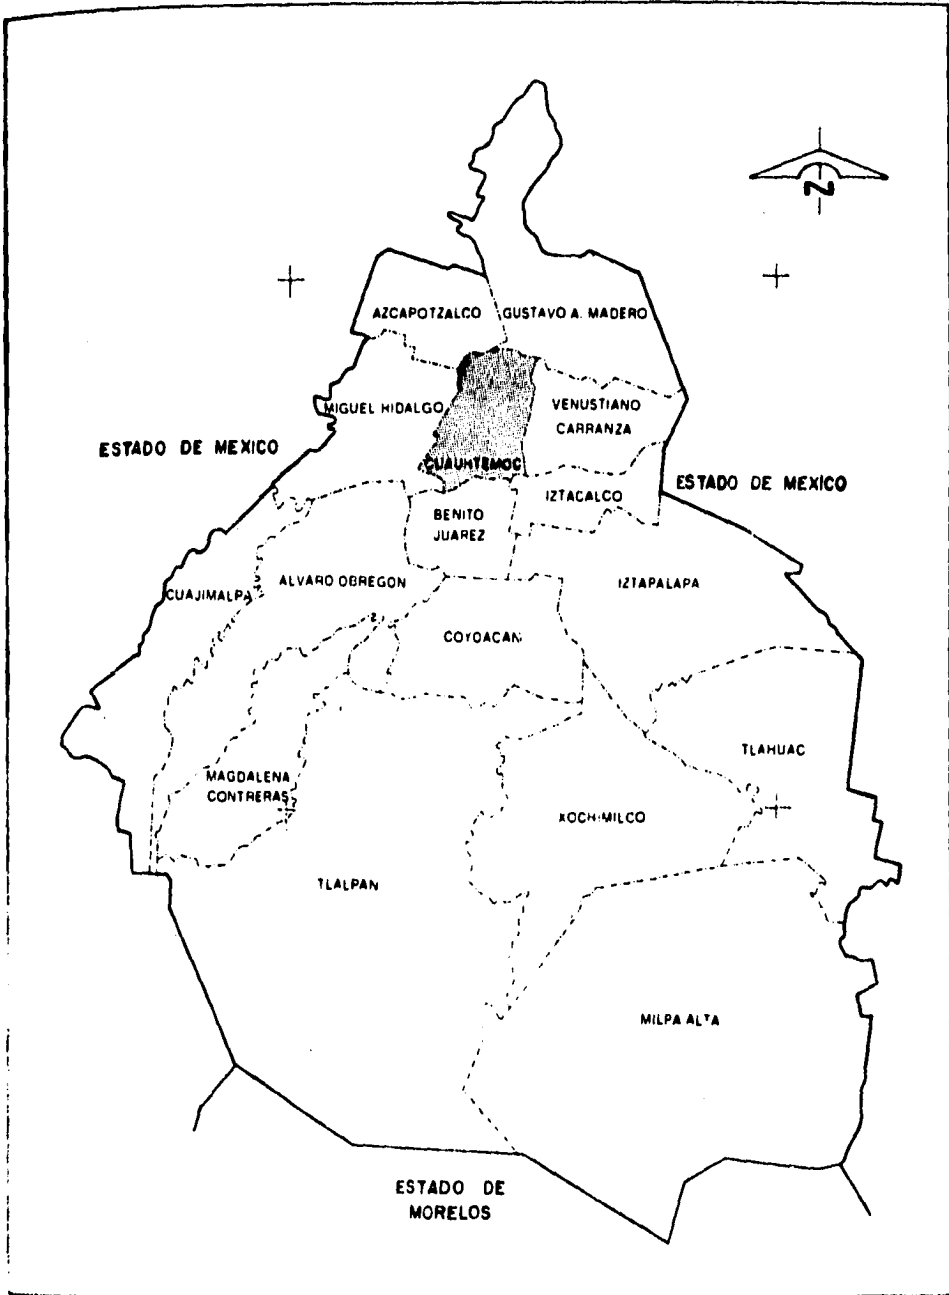 N
AZCAPOTZALCO
GUSTAVO A. MADERO
MIGUEL HIDALGO
VENUSTIANO
CARRANZA
ESTADO DE MEXICO
CUAUHTEMOC
ESTADO DE MEXICO
IZTACALCO
BENITO
JUAREZ
CUAJIMALPA
ALVARO OBREGON
IZTAPALAPA
COYOACAN
TLAHUAC
MAGDALENA
CONTRERAS
XOCHIMILCO
TLALPAN
MILPA ALTA
ESTADO DE
MORELOS